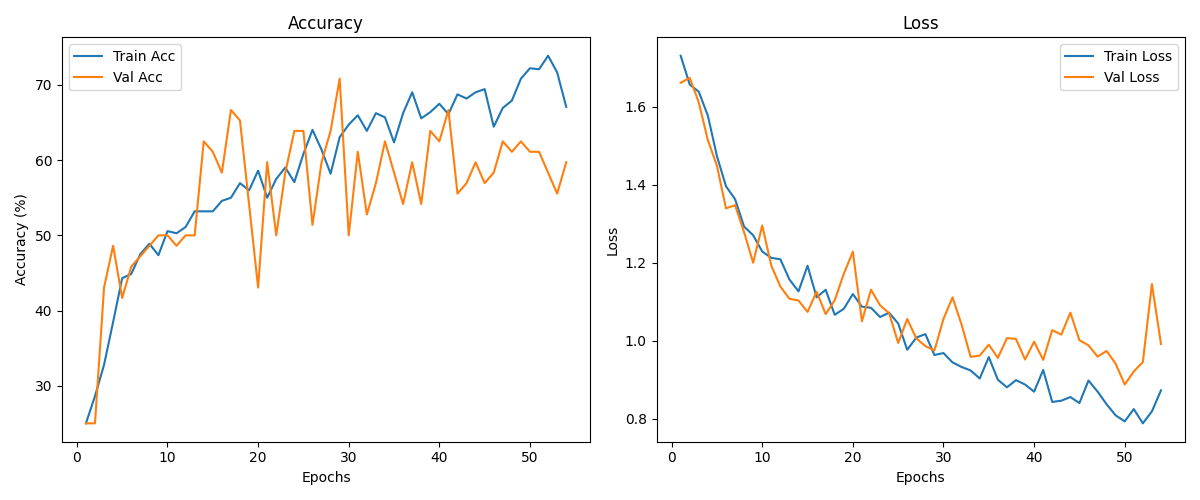 Accuracy
Train Acc
Val Acc
Accuracy (%)
70
60
50
40
30
0
10
20
30
40
50
Epochs
Loss
Train Loss
Val Loss
Loss
1.6
1.4
1.2
1.0
0.8
0
10
20
30
40
50
Epochs